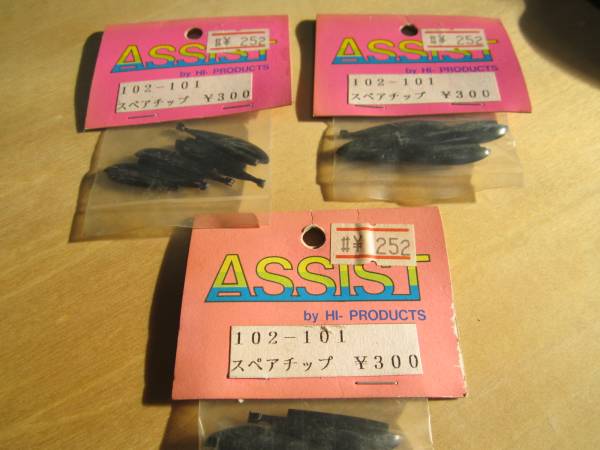 #¥ 252
ASSIST
by HI- PRODUCTS
102-101
スペアチップ ¥300
#¥ 252
ASSIST
by HI- PRODUCTS
102-101
スペアチップ ¥300
#¥ 252
ASSIST
by HI- PRODUCTS
102-101
スペアチップ ¥300